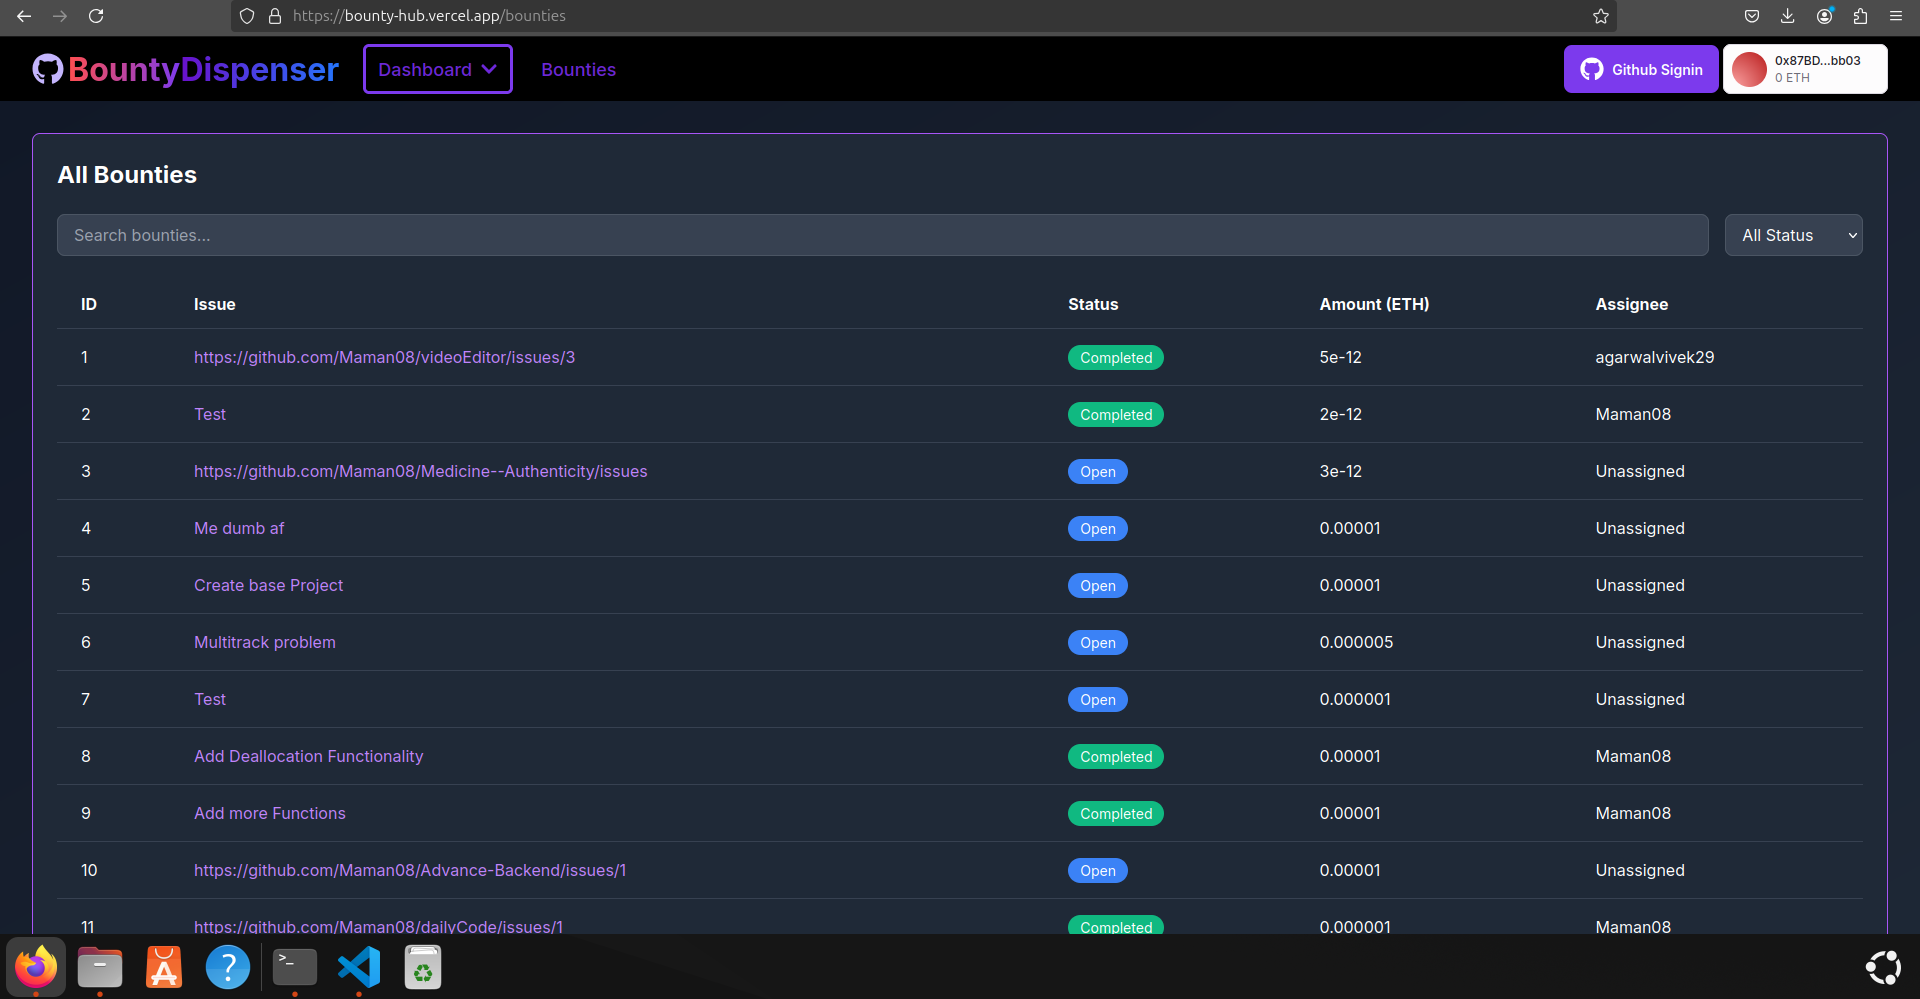 https://bounty-hub.vercel.app/bounties
BountyDispenser
Dashboard
Bounties
Github Signin
0x87BD...bb03
0 ETH
All Bounties
Search bounties...
All Status
ID Issue Status Amount (ETH) Assignee
1 https://github.com/Maman08/videoEditor/issues/3 Completed 5e-12 agarwalvivek29
2 Test Completed 2e-12 Maman08
3 https://github.com/Maman08/Medicine--Authenticity/issues Open 3e-12 Unassigned
4 Me dumb af Open 0.00001 Unassigned
5 Create base Project Open 0.00001 Unassigned
6 Multitrack problem Open 0.000005 Unassigned
7 Test Open 0.000001 Unassigned
8 Add Deallocation Functionality Completed 0.00001 Maman08
9 Add more Functions Completed 0.00001 Maman08
10 https://github.com/Maman08/Advance-Backend/issues/1 Open 0.00001 Unassigned
11 https://github.com/Maman08/dailyCode/issues/1 Completed 0.000001 Maman08